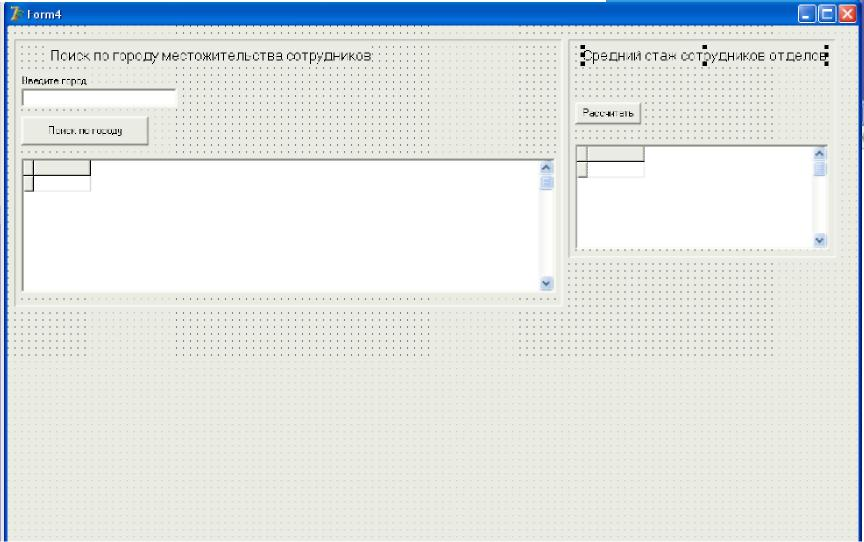 Form4
Поиск по городу местожительства сотрудников
Введите город
Поиск по городу
Средний стаж сотрудников отделов
Рассчитать